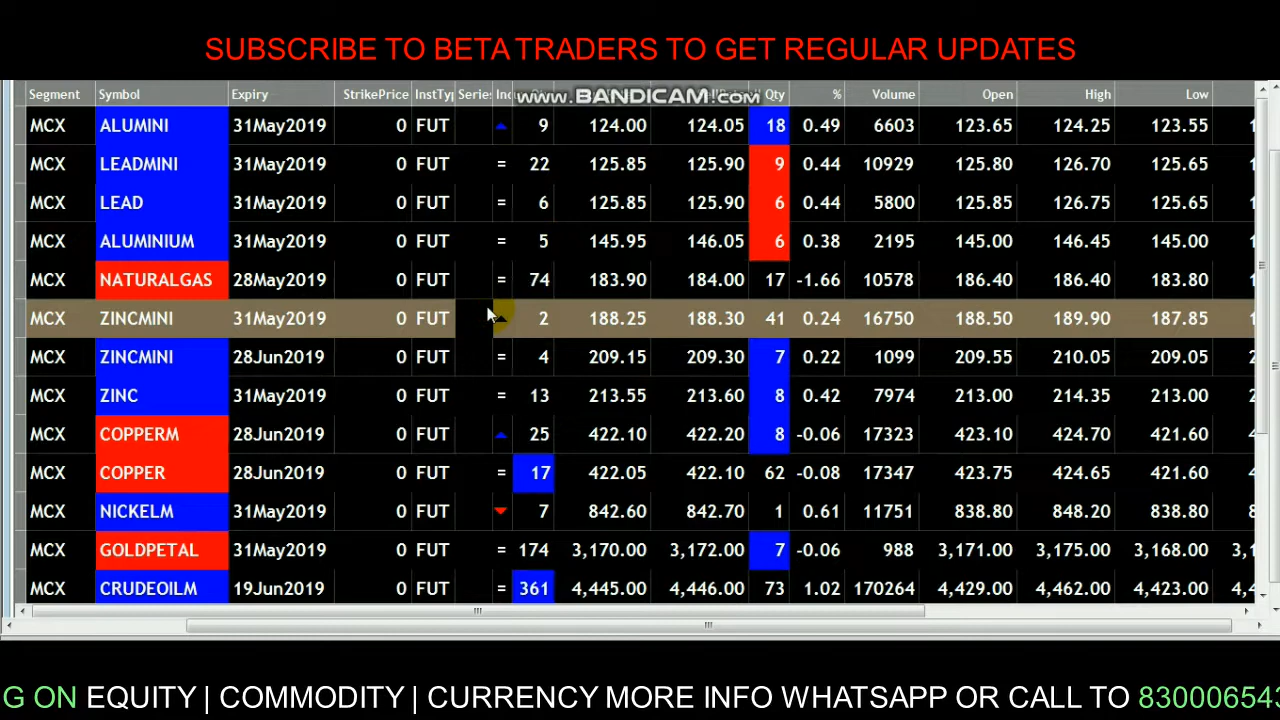 SUBSCRIBE TO BETA TRADERS TO GET REGULAR UPDATES
Segment Symbol Expiry StrikePrice InstTyp Series Qty % Volume Open High Low
www.BANDICAM.com
MCX ALUMINI 31May2019 0 FUT 9 124.00 124.05 18 0.49 6603 123.65 124.25 123.55
MCX LEADMINI 31May2019 0 FUT = 22 125.85 125.90 9 0.44 10929 125.80 126.70 125.65
MCX LEAD 31May2019 0 FUT = 6 125.85 125.90 6 0.44 5800 125.85 126.75 125.65
MCX ALUMINIUM 31May2019 0 FUT = 5 145.95 146.05 6 0.38 2195 145.00 146.45 145.00
MCX NATURALGAS 28May2019 0 FUT = 74 183.90 184.00 17 -1.66 10578 186.40 186.40 183.80
MCX ZINCMINI 31May2019 0 FUT 2 188.25 188.30 41 0.24 16750 188.50 189.90 187.85
MCX ZINCMINI 28Jun2019 0 FUT = 4 209.15 209.30 7 0.22 1099 209.55 210.05 209.05
MCX ZINC 31May2019 0 FUT = 13 213.55 213.60 8 0.42 7974 213.00 214.35 213.00
MCX COPPERM 28Jun2019 0 FUT 25 422.10 422.20 8 -0.06 17323 423.10 424.70 421.60
MCX COPPER 28Jun2019 0 FUT = 17 422.05 422.10 62 -0.08 17347 423.75 424.65 421.60
MCX NICKELM 31May2019 0 FUT 7 842.60 842.70 1 0.61 11751 838.80 848.20 838.80
MCX GOLDPETAL 31May2019 0 FUT = 174 3,170.00 3,172.00 7 -0.06 988 3,171.00 3,175.00 3,168.00 3,1
MCX CRUDEOILM 19Jun2019 0 FUT = 361 4,445.00 4,446.00 73 1.02 170264 4,429.00 4,462.00 4,423.00 4,4
G ON EQUITY | COMMODITY | CURRENCY MORE INFO WHATSAPP OR CALL TO 830006543